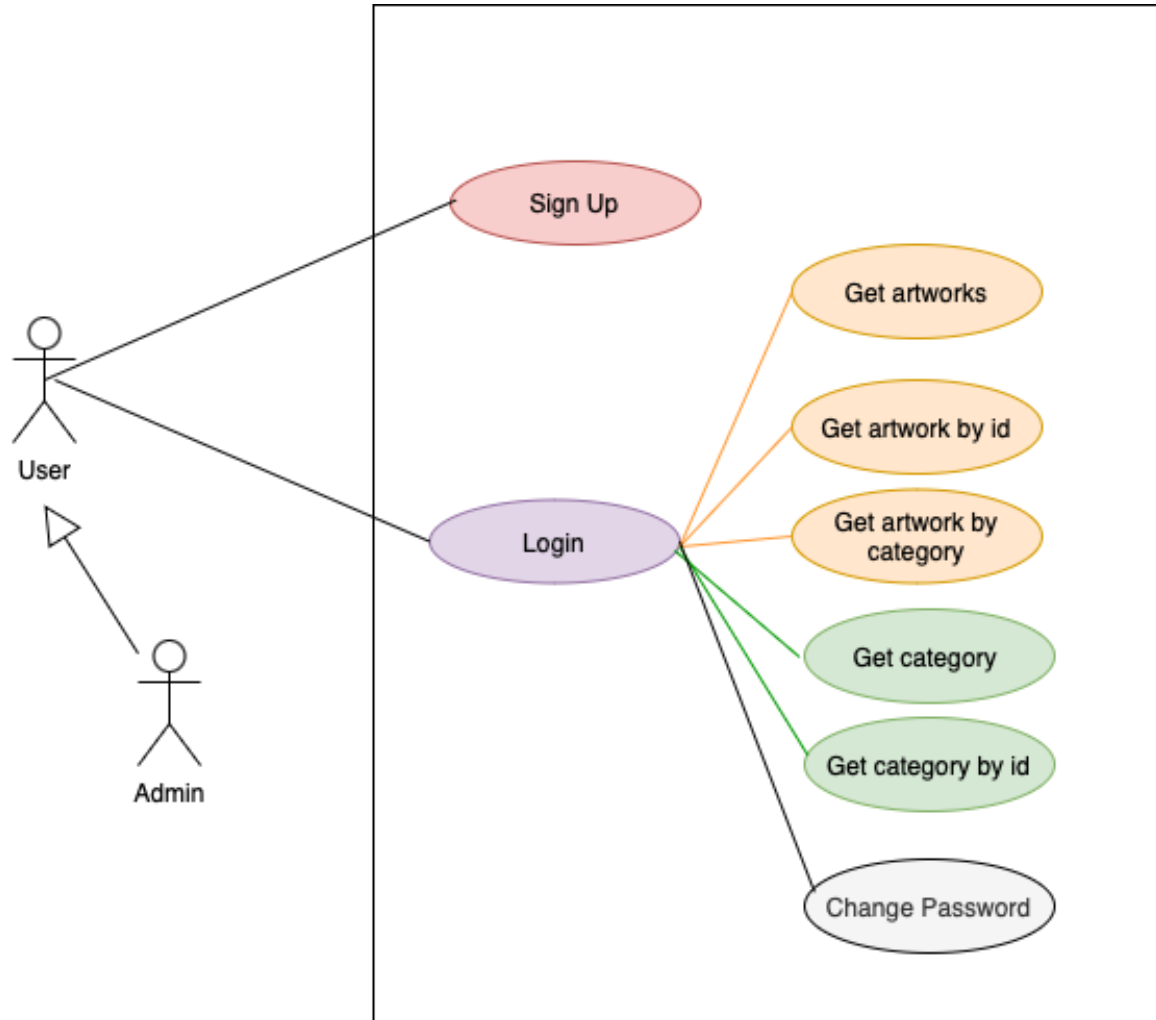 Sign Up
Get artworks
Get artwork by id
User
Login
Get artwork by
category
Get category
Get category by id
Admin
Change Password